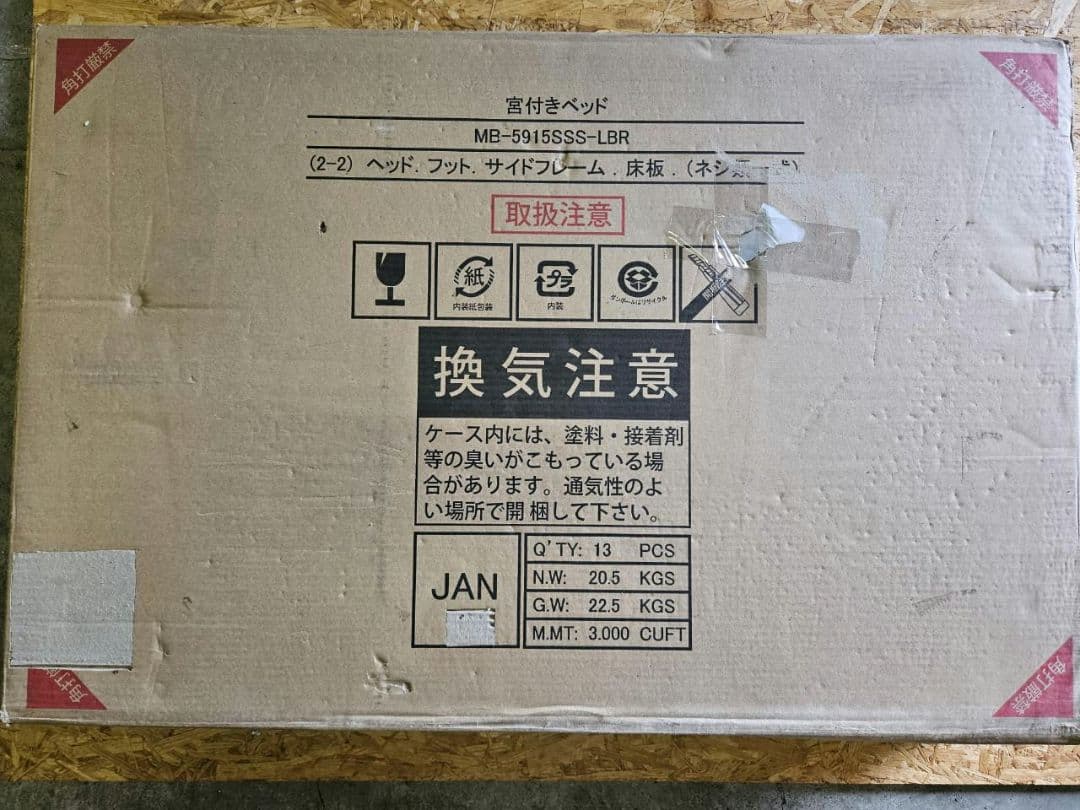 角打厳禁
角打厳禁
宮付きベッド
MB-5915SSS-LBR
(2-2) ヘッド. フット. サイドフレーム . 床板 . (ネジ
取扱注意
紙
内装紙包装
プラ
内装
ダンボールはリサイクル
換気注意
ケース内には、塗料・接着剤
等の臭いがこもっている場
合があります。通気性のよ
い場所で開梱して下さい。
JAN
Q'TY: 13 PCS
N.W: 20.5 KGS
G.W: 22.5 KGS
M.MT: 3.000 CUFT
角打厳禁
角打厳禁